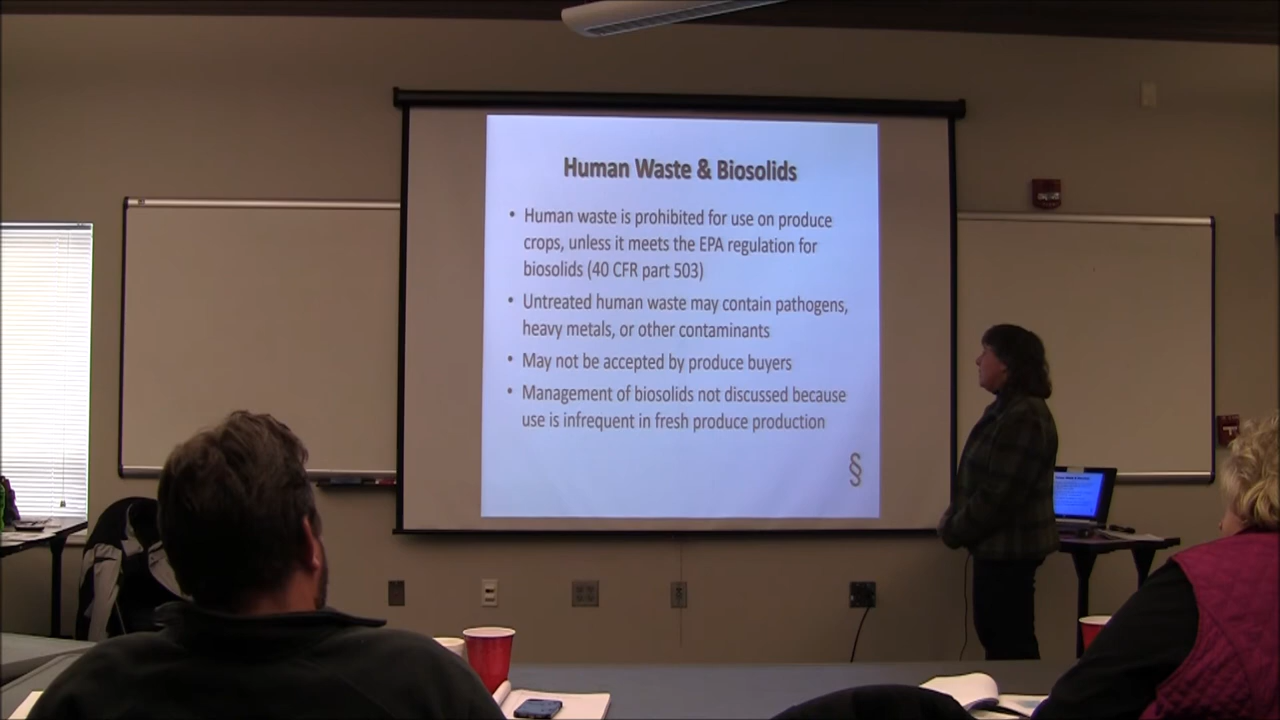 Human Waste & Biosolids
• Human waste is prohibited for use on produce
crops, unless it meets the EPA regulation for
biosolids (40 CFR part 503)
• Untreated human waste may contain pathogens,
heavy metals, or other contaminants
• May not be accepted by produce buyers
• Management of biosolids not discussed because
use is infrequent in fresh produce production
§